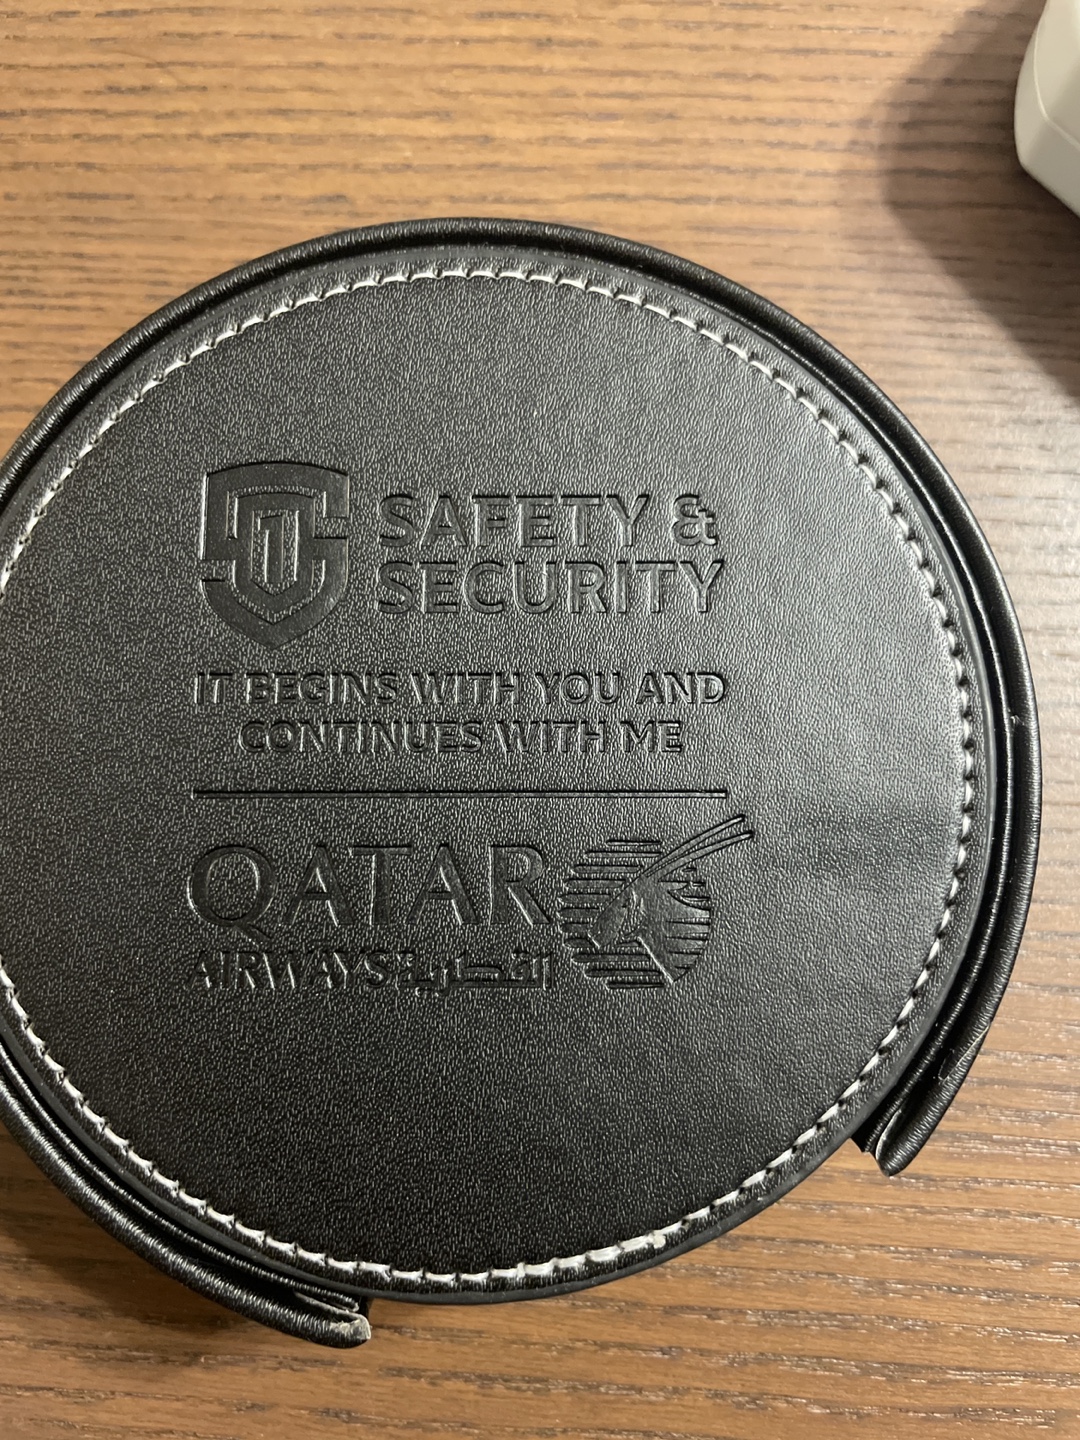 SAFETY &
SECURITY
IT BEGINS WITH YOU AND
CONTINUES WITH ME
QATAR
AIRWAYS القطرية